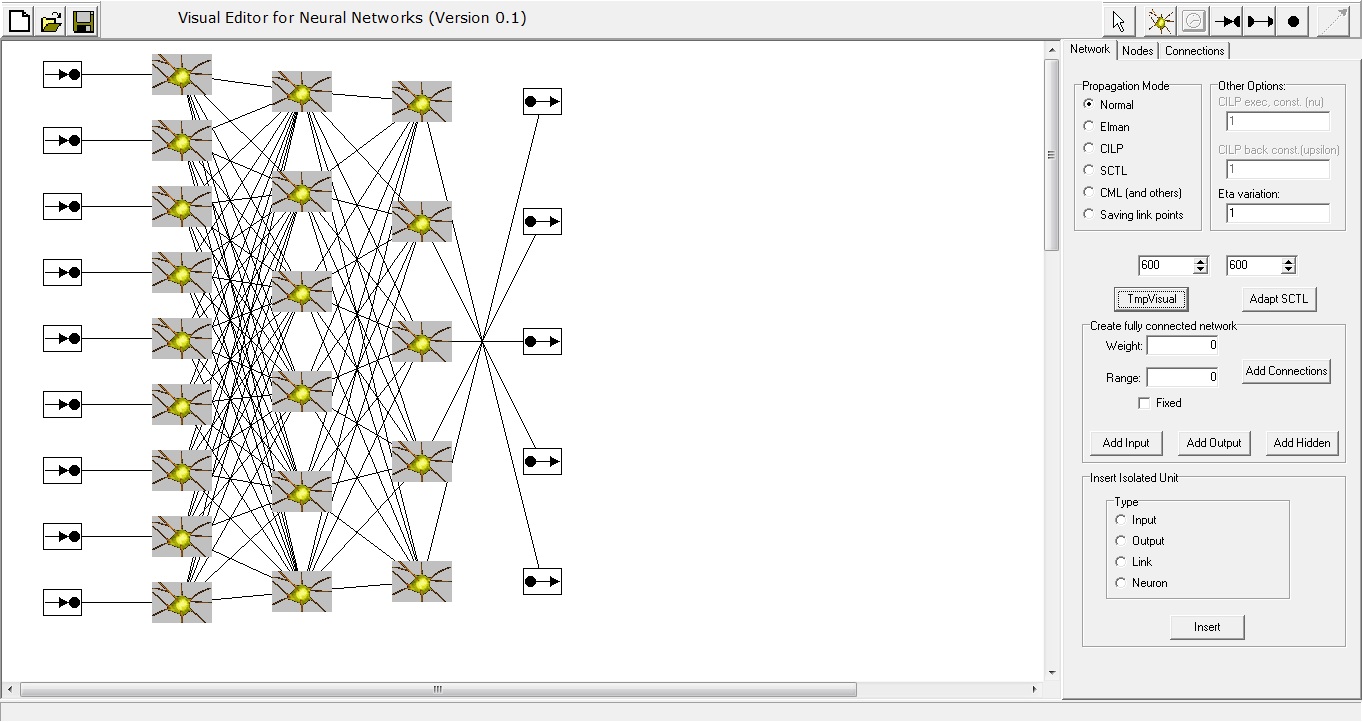 Visual Editor for Neural Networks (Version 0.1)
Network Nodes Connections
Propagation Mode
Normal
Elman
CILP
SCTL
CML (and others)
Saving link points
Other Options:
CILP exec, const. (nu)
1
CILP back const.(upsilon)
1
Eta variation:
1
600 600
TmpVisual Adapt SCTL
Create fully connected network
Weight: 0
Range: 0
Add Connections
Fixed
Add Input Add Output Add Hidden
Insert Isolated Unit
Type
Input
Output
Link
Neuron
Insert